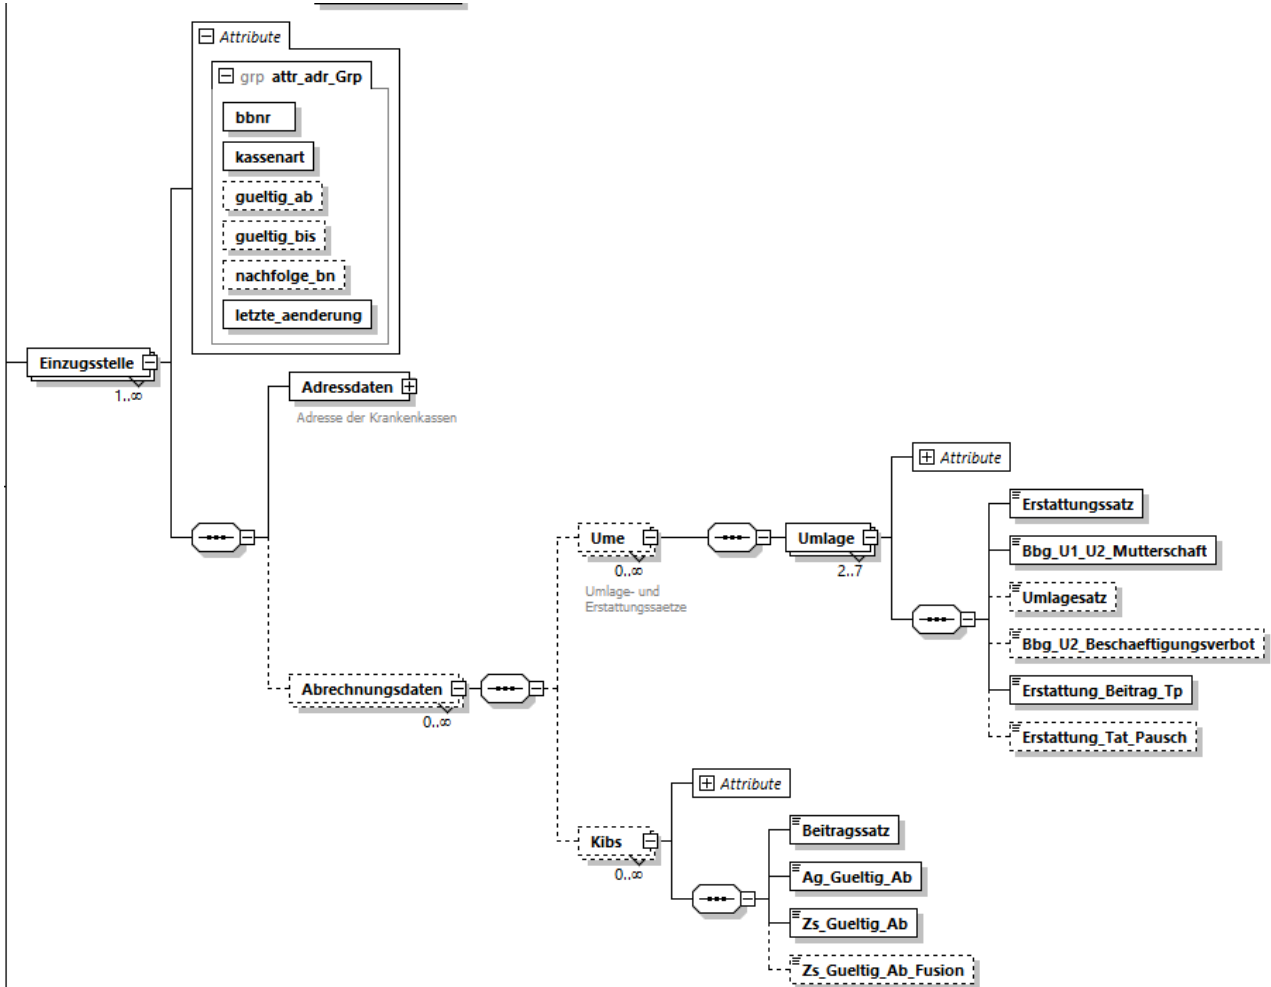 Attribute
grp attr_adr_Grp
bbnr
kassenart
gueltig_ab
gueltig_bis
nachfolge_bn
letzte_aenderung
Einzugsstelle
1..∞
Adressdaten
Adresse der Krankenkassen
Attribute
Erstattungssatz
Ume
Umlage
Bbg_U1_U2_Mutterschaft
0..∞
2..7
Umlage- und
Erstattungssaetze
Umlagesatz
Bbg_U2_Beschaeftigungsverbot
Abrechnungsdaten
0..∞
Erstattung_Beitrag_Tp
Erstattung_Tat_Pausch
Attribute
Beitragssatz
Kibs
0..∞
Ag_Gueltig_Ab
Zs_Gueltig_Ab
Zs_Gueltig_Ab_Fusion